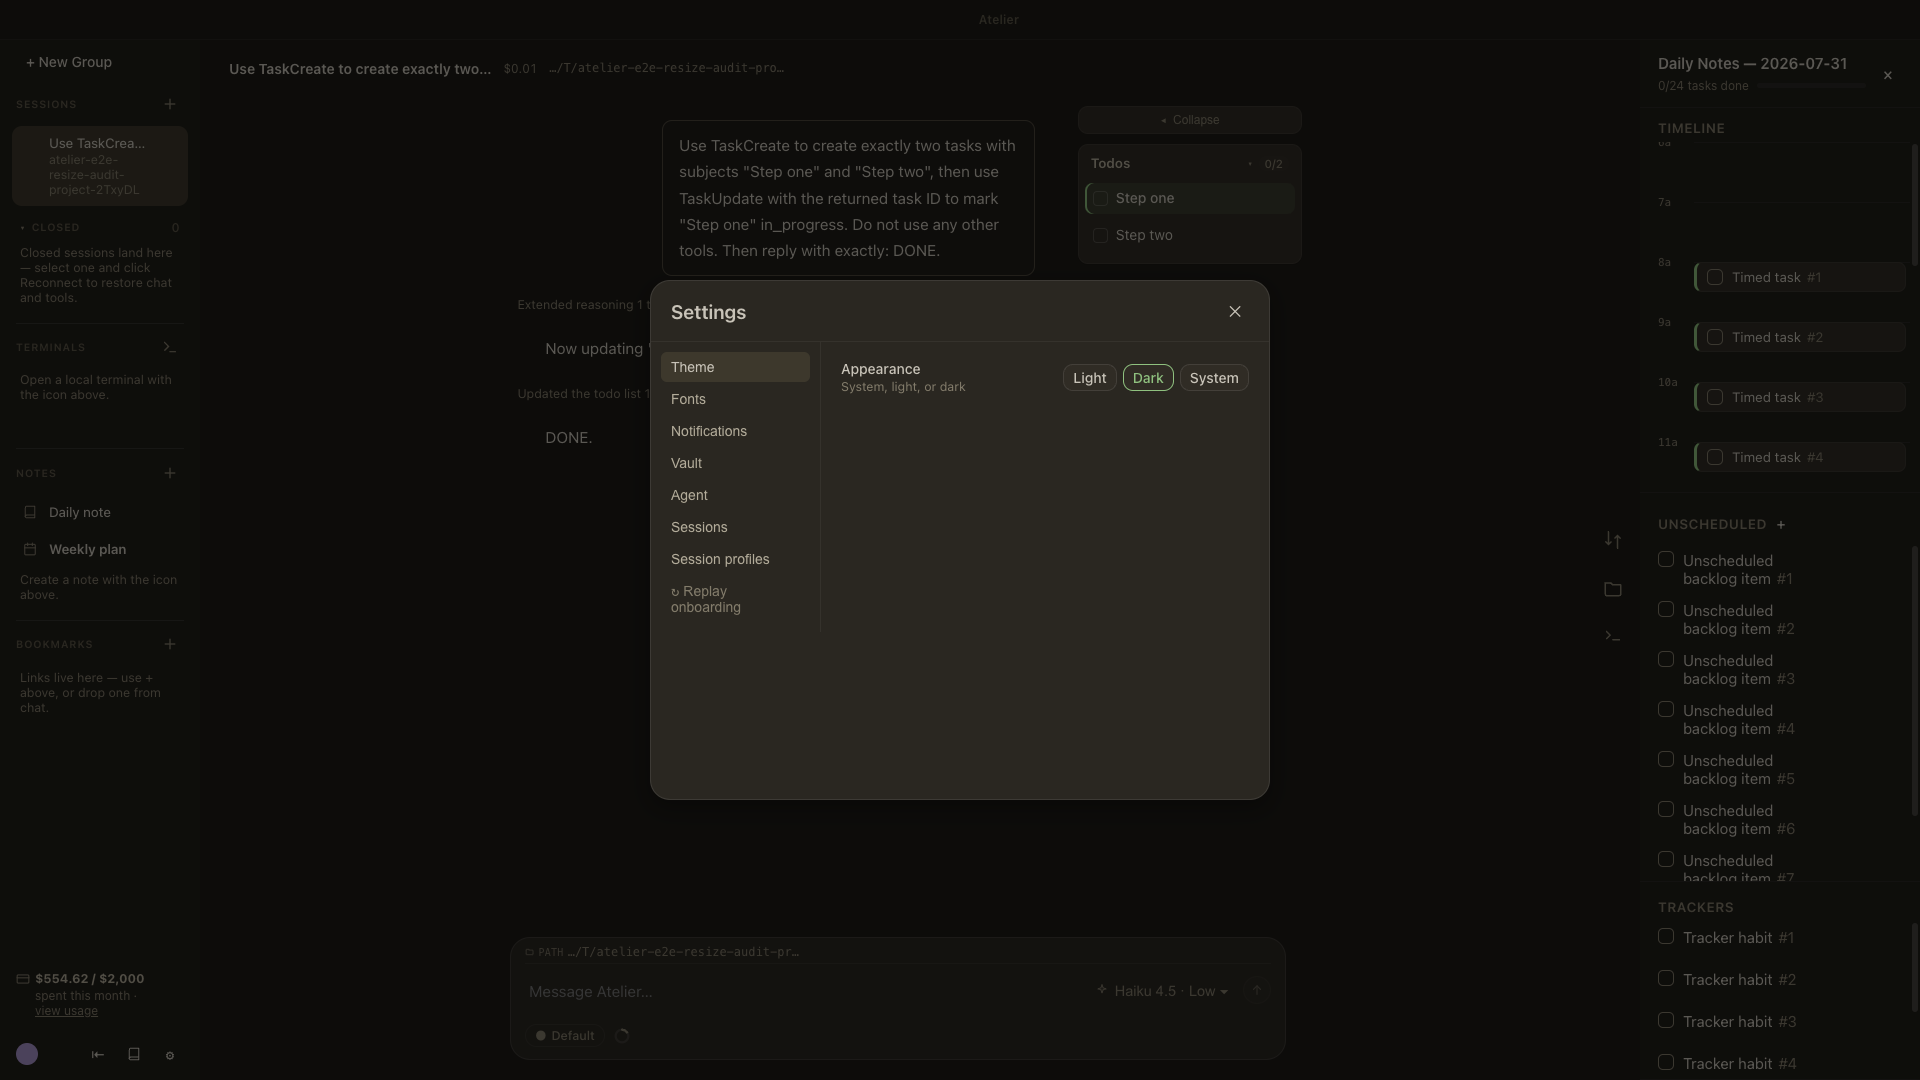 Atelier
+ New Group
SESSIONS
Use TaskCrea...
atelier-e2e-
resize-audit-
project-2TxyDL
CLOSED 0
Closed sessions land here
— select one and click
Reconnect to restore chat
and tools.
TERMINALS
Open a local terminal with
the icon above.
NOTES
Daily note
Weekly plan
Create a note with the icon
above.
BOOKMARKS
Links live here — use +
above, or drop one from
chat.
$554.62 / $2,000
spent this month ·
view usage
Use TaskCreate to create exactly two... $0.01 …/T/atelier-e2e-resize-audit-pro…
Use TaskCreate to create exactly two tasks with
subjects "Step one" and "Step two", then use
TaskUpdate with the returned task ID to mark
"Step one" in_progress. Do not use any other
tools. Then reply with exactly: DONE.
Extended reasoning 1
Now updating
Updated the todo list 1
DONE.
Collapse
Todos 0/2
Step one
Step two
Settings
Theme
Fonts
Notifications
Vault
Agent
Sessions
Session profiles
↻ Replay
onboarding
Appearance
System, light, or dark
Light Dark System
PATH …/T/atelier-e2e-resize-audit-pr…
Message Atelier...
Haiku 4.5 · Low
Default
Daily Notes — 2026-07-31
0/24 tasks done
TIMELINE
7a
8a
Timed task #1
9a
Timed task #2
10a
Timed task #3
11a
Timed task #4
UNSCHEDULED +
Unscheduled
backlog item #1
Unscheduled
backlog item #2
Unscheduled
backlog item #3
Unscheduled
backlog item #4
Unscheduled
backlog item #5
Unscheduled
backlog item #6
Unscheduled
backlog item #7
TRACKERS
Tracker habit #1
Tracker habit #2
Tracker habit #3
Tracker habit #4